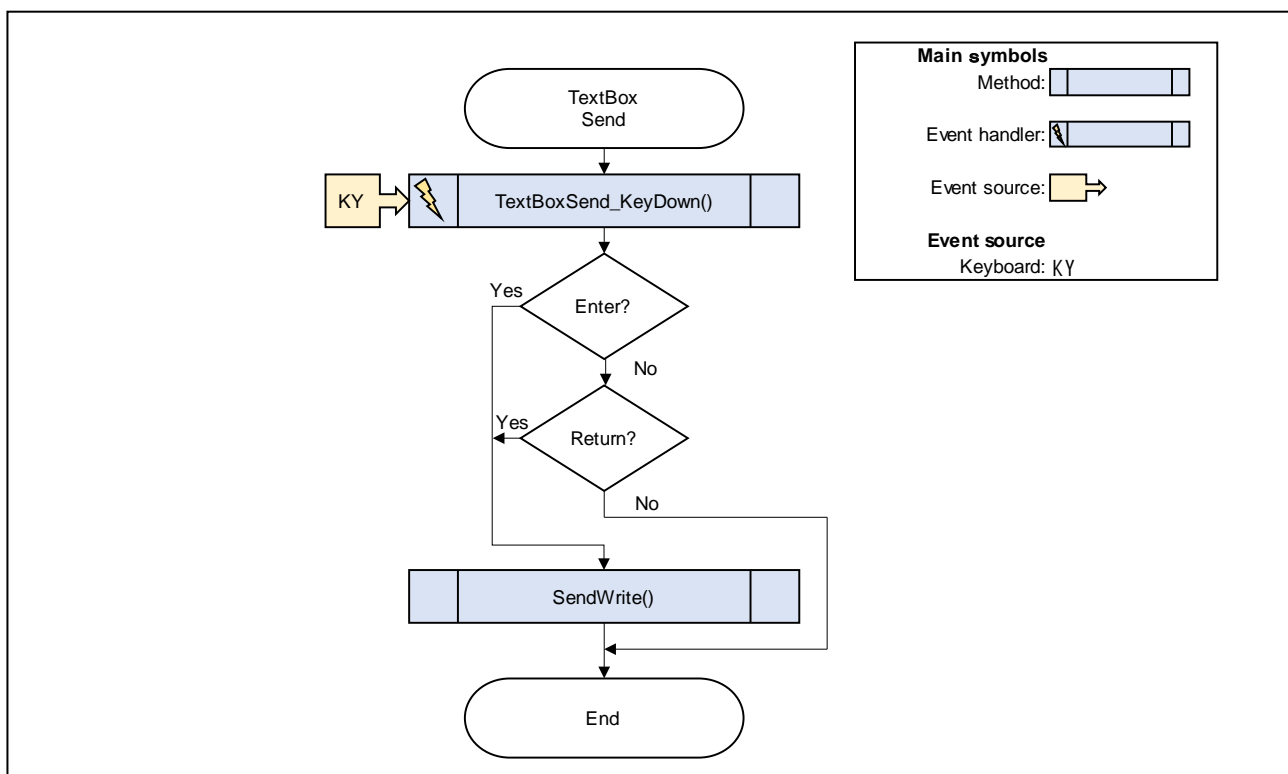 TextBox
Send
KY
TextBoxSend_KeyDown()
Yes
Enter?
No
Yes
Return?
No
SendWrite()
End
Main symbols
Method:
Event handler:
Event source:
Event source
Keyboard: KY